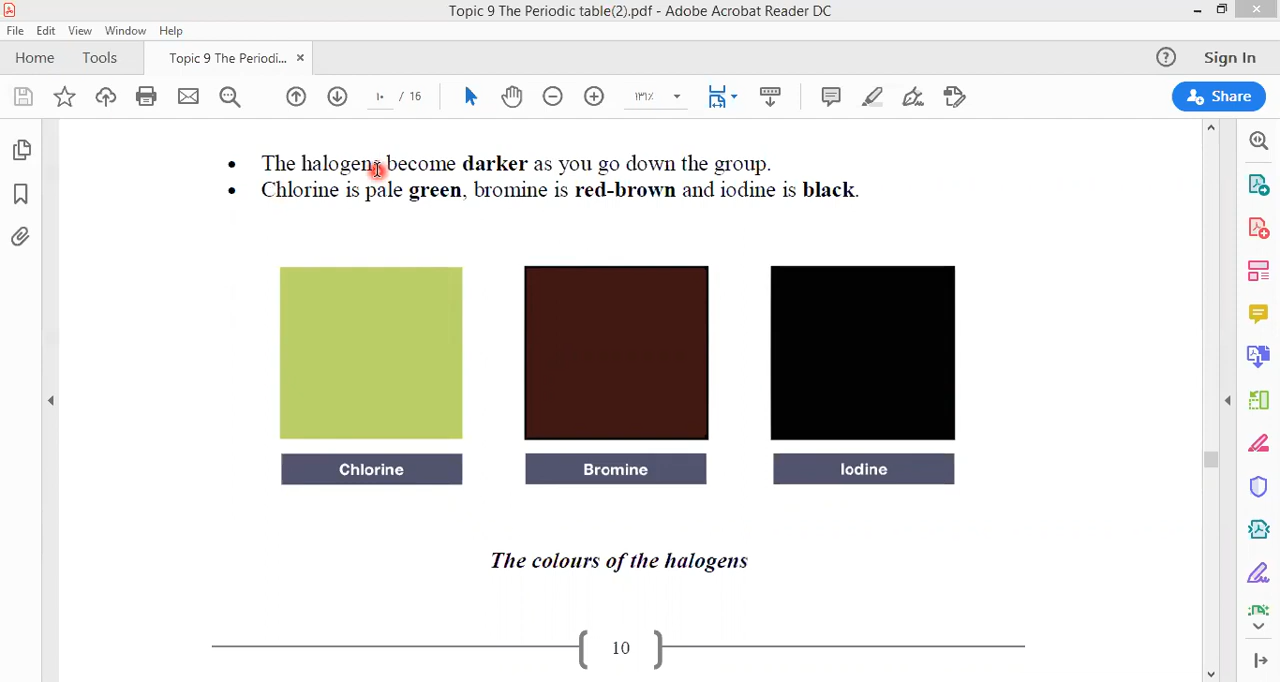 Topic 9 The Periodic table(2).pdf - Adobe Acrobat Reader DC
File Edit View Window Help
Home Tools Topic 9 The Periodi... × Sign In
١٠ / 16 ١٣١٪ Share
• The halogens become darker as you go down the group.
• Chlorine is pale green, bromine is red-brown and iodine is black.
Chlorine Bromine Iodine
The colours of the halogens
10